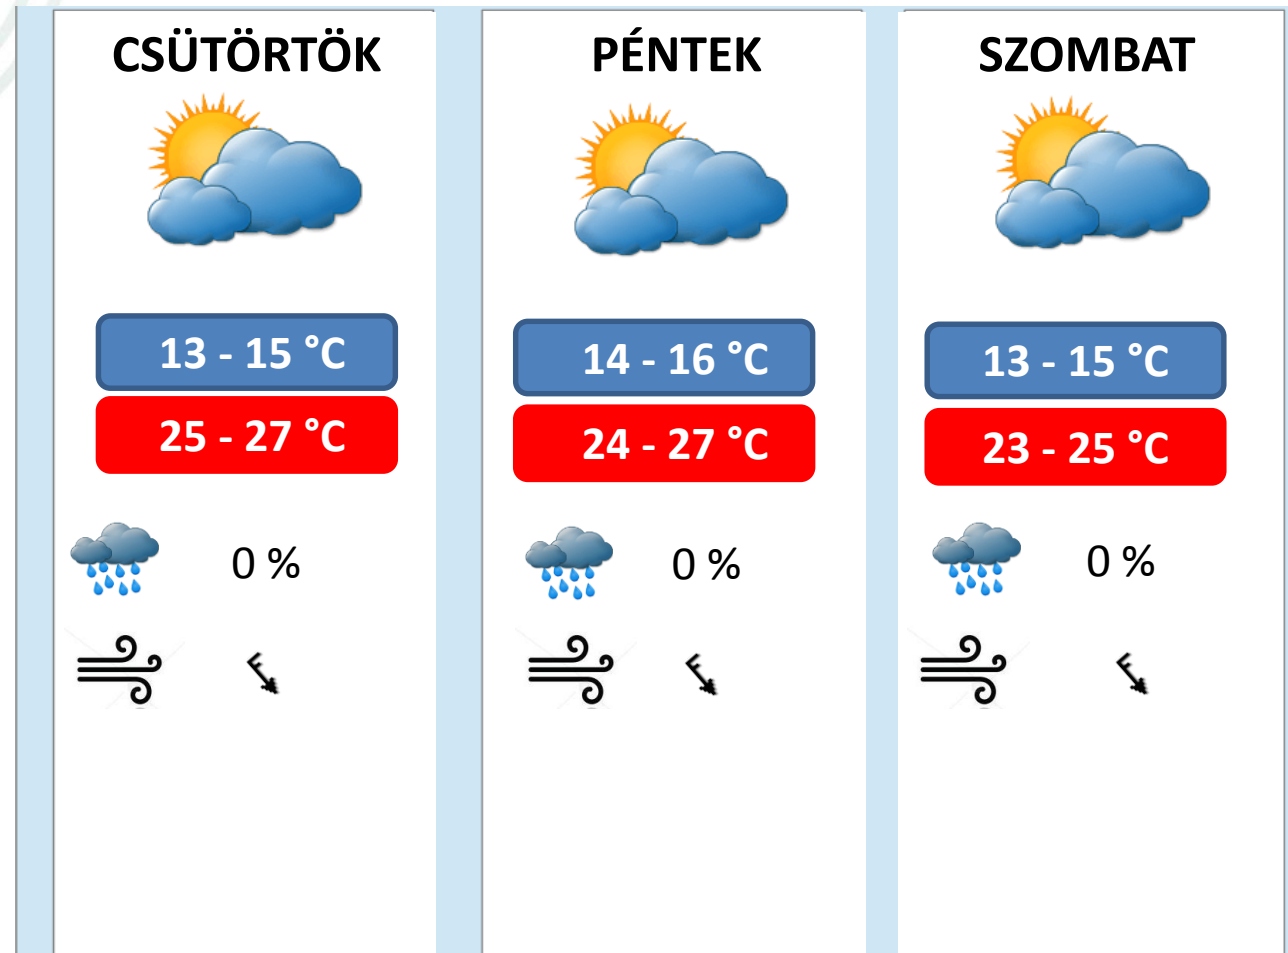 CSÜTÖRTÖK
13 - 15 °C
25 - 27 °C
0 %
PÉNTEK
14 - 16 °C
24 - 27 °C
0 %
SZOMBAT
13 - 15 °C
23 - 25 °C
0 %